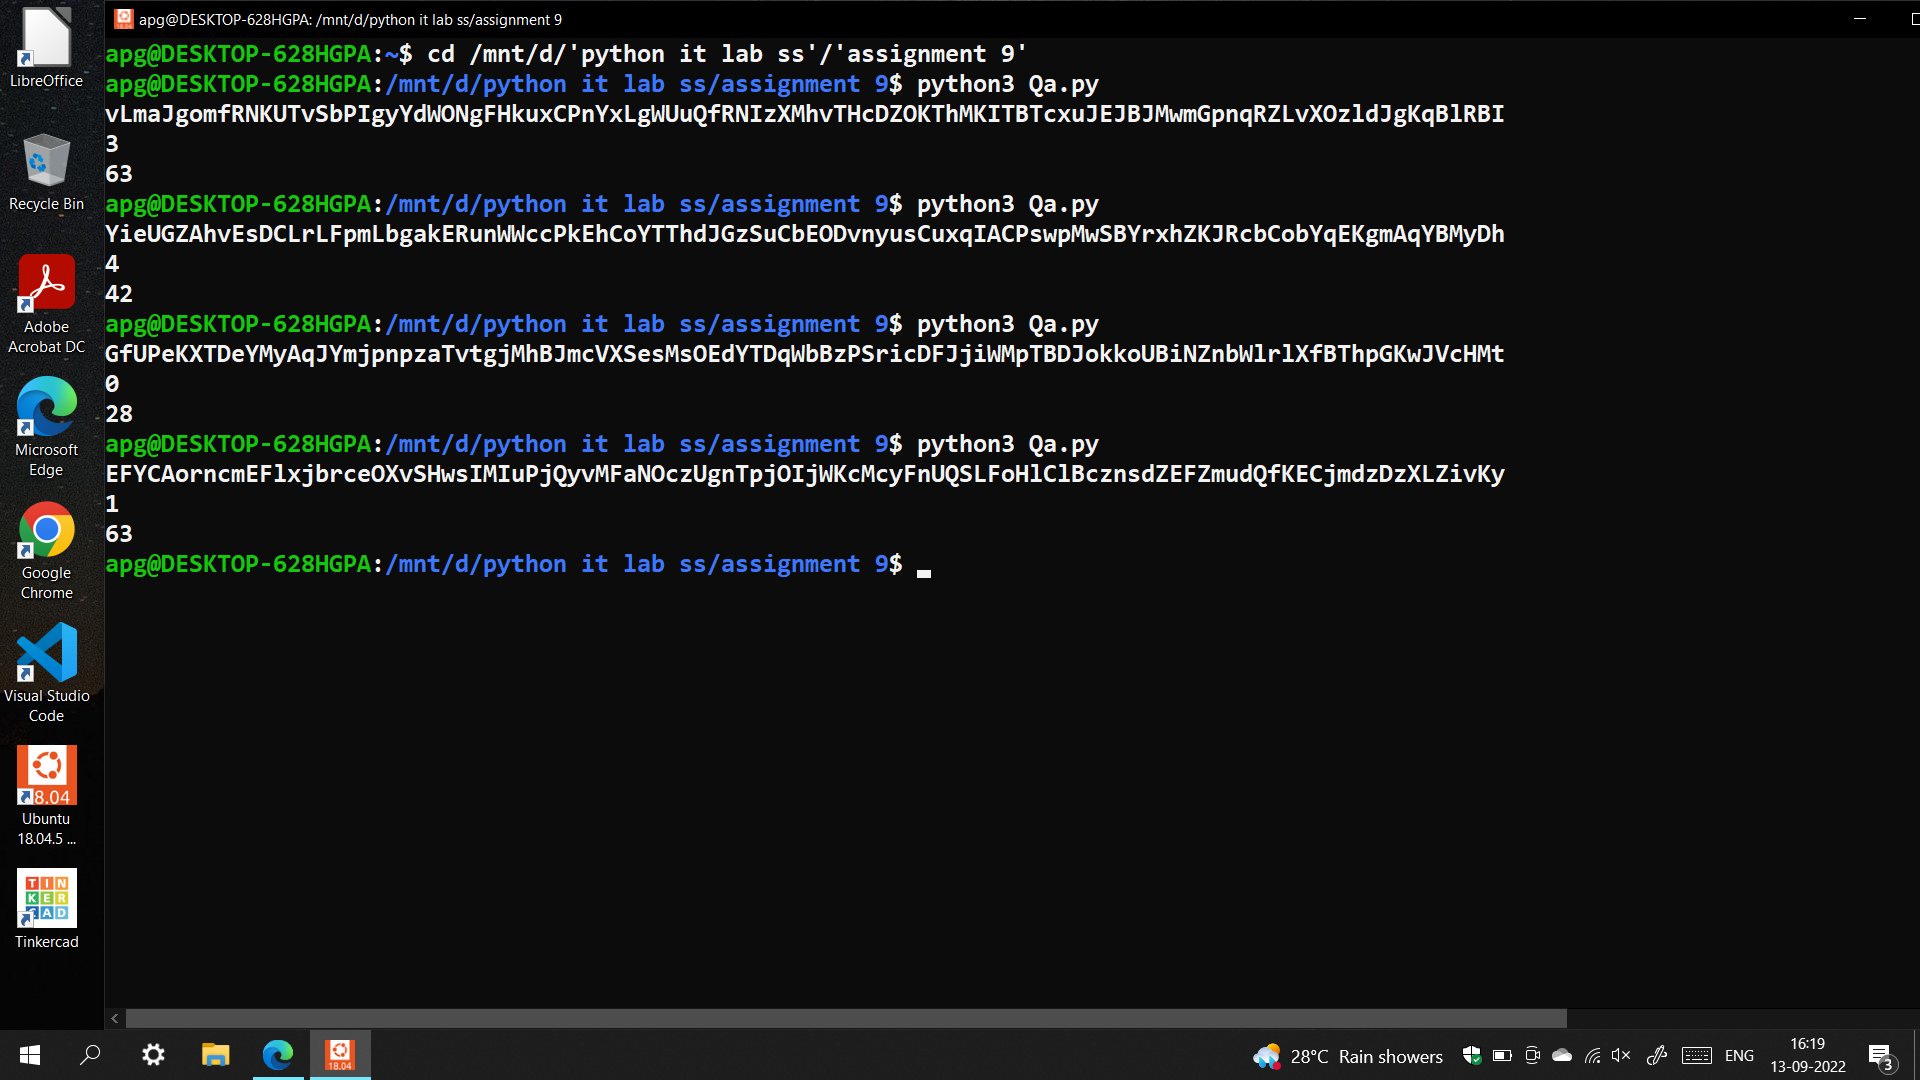 apg@DESKTOP-628HGPA: /mnt/d/python it lab ss/assignment 9
apg@DESKTOP-628HGPA:~$ cd /mnt/d/'python it lab ss'/'assignment 9'
apg@DESKTOP-628HGPA:/mnt/d/python it lab ss/assignment 9$ python3 Qa.py
vLmaJgomfRNKUTvSbPIgyYdWONgFHkuxCPnYxLgWUuQfRNIzXMhvTHcDZOKThMKITBTcxuJEJBJMwmGpnqRZLvXOzldJgKqBlRBI
3
63
apg@DESKTOP-628HGPA:/mnt/d/python it lab ss/assignment 9$ python3 Qa.py
YieUGZAhvEsDCLrLFpmLbgakERunWWccPkEhCoYTThdJGzSuCbEODvnyusCuxqIACPswpMwSBYrxhZKJRcbCobYqEKgmAqYBMyDh
4
42
apg@DESKTOP-628HGPA:/mnt/d/python it lab ss/assignment 9$ python3 Qa.py
GfUPeKXTDeYMyAqJYmjpnpzaTvtgjMhBJmcVXSesMsOEdYTDqWbBzPSricDFJjiWMpTBDJokkoUBiNZnbWlrlXfBThpGKwJVcHMt
0
28
apg@DESKTOP-628HGPA:/mnt/d/python it lab ss/assignment 9$ python3 Qa.py
EFYCAorncmEFlxjbrceOXvSHwsIMIuPjQyvMFaNOczUgnTpjOIjWKcMcyFnUQSLFoHlClBcznsdZEFZmudQfKECjmdzDzXLZivKy
1
63
apg@DESKTOP-628HGPA:/mnt/d/python it lab ss/assignment 9$
LibreOffice
Recycle Bin
Adobe
Acrobat DC
Microsoft
Edge
Google
Chrome
Visual Studio
Code
18.04
Ubuntu
18.04.5 ...
TIN
KER
CAD
Tinkercad
18.04
28°C Rain showers
ENG
16:19
13-09-2022
3